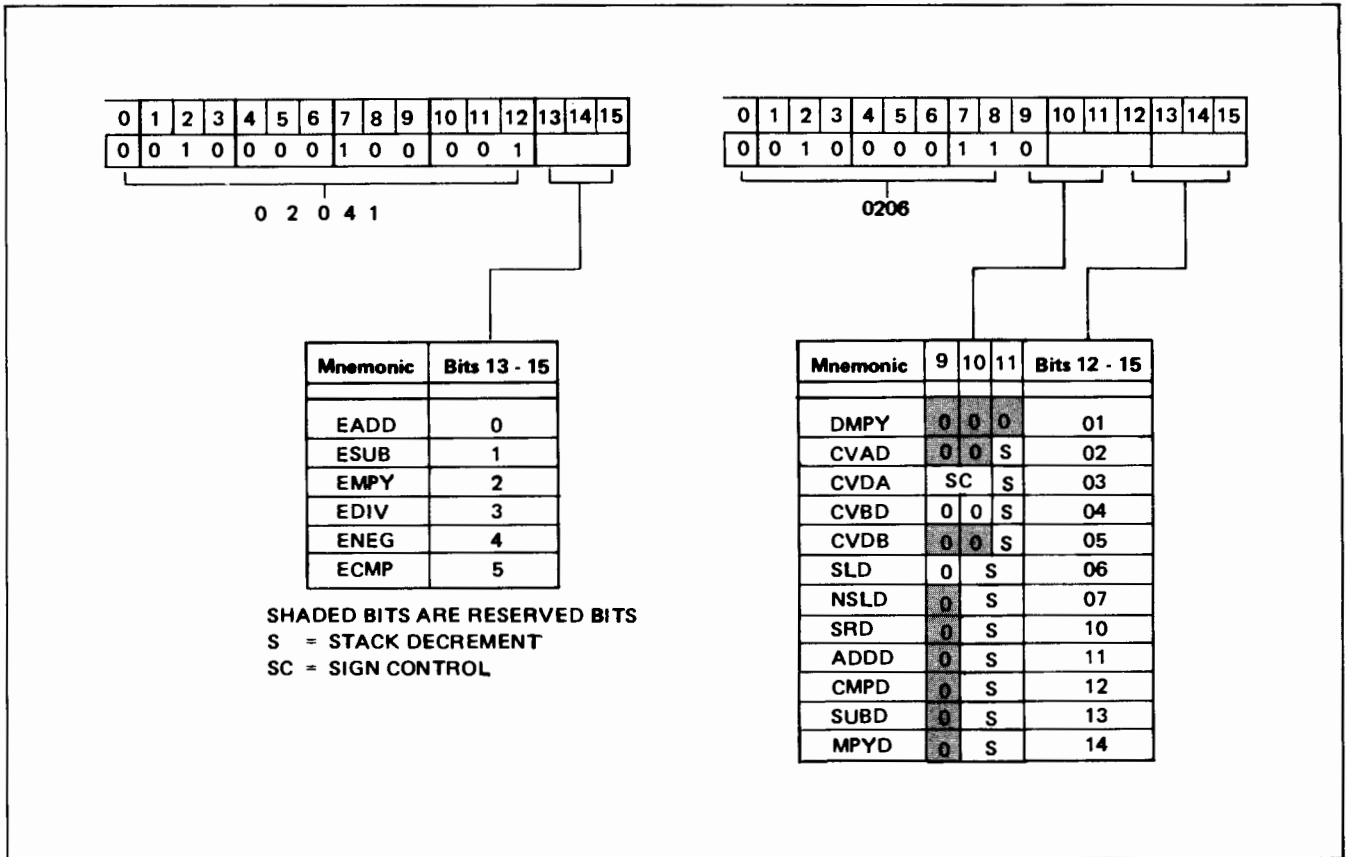 0 1 2 3 4 5 6 7 8 9 10 11 12 13 14 15
0 0 1 0 0 0 0 1 0 0 0 0 1
0 2 0 4 1
Mnemonic Bits 13 - 15
EADD 0
ESUB 1
EMPY 2
EDIV 3
ENEG 4
ECMP 5
SHADED BITS ARE RESERVED BITS
S = STACK DECREMENT
SC = SIGN CONTROL
0 1 2 3 4 5 6 7 8 9 10 11 12 13 14 15
0 0 1 0 0 0 0 1 1 0
0206
Mnemonic 9 10 11 Bits 12 - 15
DMPY 0 0 0 01
CVAD 0 0 S 02
CVDA SC S 03
CVBD 0 0 S 04
CVDB 0 0 S 05
SLD 0 S 06
NSLD 0 S 07
SRD 0 S 10
ADDD 0 S 11
CMPD 0 S 12
SUBD 0 S 13
MPYD 0 S 14